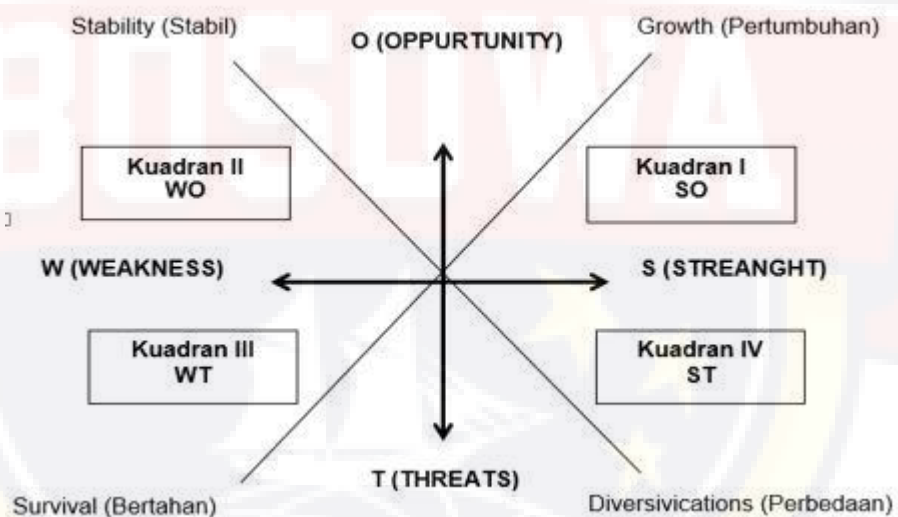 BOSOWA
Stability (Stabil)
O (OPPURTUNITY)
Growth (Pertumbuhan)
Kuadran II
WO
Kuadran I
SO
W (WEAKNESS)
S (STREANGHT)
Kuadran III
WT
Kuadran IV
ST
T (THREATS)
Survival (Bertahan)
Diversivications (Perbedaan)